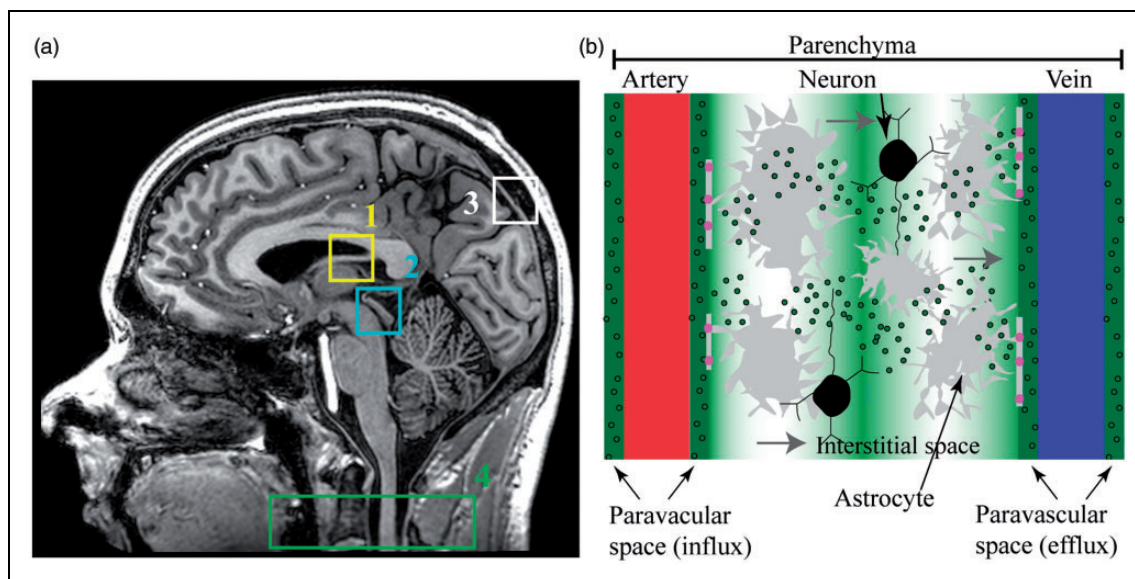 (a)
1
2
3
4
(b)
Parenchyma
Artery Neuron Vein
Interstitial space
Astrocyte
Paravacular
space (influx)
Paravascular
space (efflux)